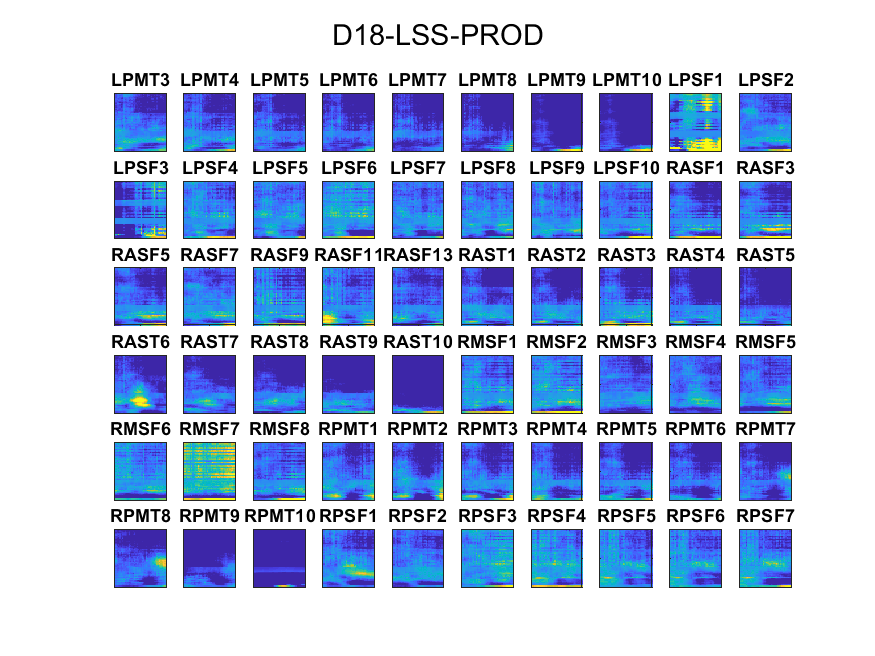 D18-LSS-PROD
LPMT3 LPMT4 LPMT5 LPMT6 LPMT7 LPMT8 LPMT9 LPMT10 LPSF1 LPSF2
LPSF3 LPSF4 LPSF5 LPSF6 LPSF7 LPSF8 LPSF9 LPSF10 RASF1 RASF3
RASF5 RASF7 RASF9 RASF11 RASF13 RAST1 RAST2 RAST3 RAST4 RAST5
RAST6 RAST7 RAST8 RAST9 RAST10 RMSF1 RMSF2 RMSF3 RMSF4 RMSF5
RMSF6 RMSF7 RMSF8 RPMT1 RPMT2 RPMT3 RPMT4 RPMT5 RPMT6 RPMT7
RPMT8 RPMT9 RPMT10 RPSF1 RPSF2 RPSF3 RPSF4 RPSF5 RPSF6 RPSF7